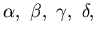 α, β, γ, δ,